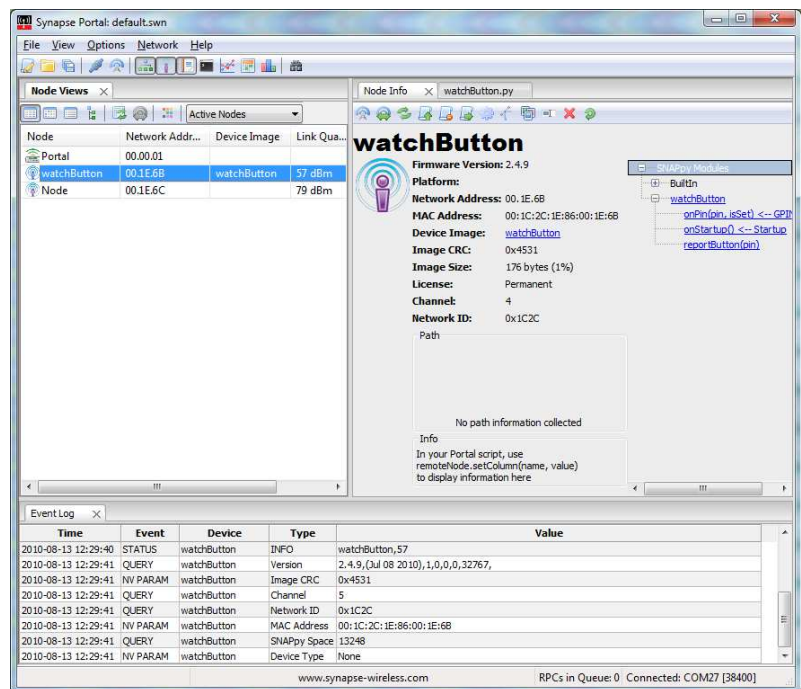 Synapse Portal: default.swn
File View Options Network Help
Node Views
Active Nodes
Node Network Addr... Device Image Link Qua...
Portal 00.00.01
watchButton 00.1E.6B watchButton 57 dBm
Node 00.1E.6C 79 dBm
Node Info watchButton.py
watchButton
Firmware Version: 2.4.9
Platform:
Network Address: 00.1E.6B
MAC Address: 00:1C:2C:1E:86:00:1E:6B
Device Image: watchButton
Image CRC: 0x4531
Image Size: 176 bytes (1%)
License: Permanent
Channel: 4
Network ID: 0x1C2C
SNAPpy Modules
BuiltIn
watchButton
onPin(pin, isSet) <-- GPIN
onStartup() <-- Startup
reportButton(pin)
Path
No path information collected
Info
In your Portal script, use
remoteNode.setColumn(name, value)
to display information here
Event Log
Time Event Device Type Value
2010-08-13 12:29:40 STATUS watchButton INFO watchButton,57
2010-08-13 12:29:41 QUERY watchButton Version 2.4.9,(Jul 08 2010),1,0,0,0,32767,
2010-08-13 12:29:41 NV PARAM watchButton Image CRC 0x4531
2010-08-13 12:29:41 QUERY watchButton Channel 5
2010-08-13 12:29:41 QUERY watchButton Network ID 0x1C2C
2010-08-13 12:29:41 NV PARAM watchButton MAC Address 00:1C:2C:1E:86:00:1E:6B
2010-08-13 12:29:41 QUERY watchButton SNAPpy Space 13248
2010-08-13 12:29:41 NV PARAM watchButton Device Type None
www.synapse-wireless.com RPCs in Queue: 0 Connected: COM27 [38400]